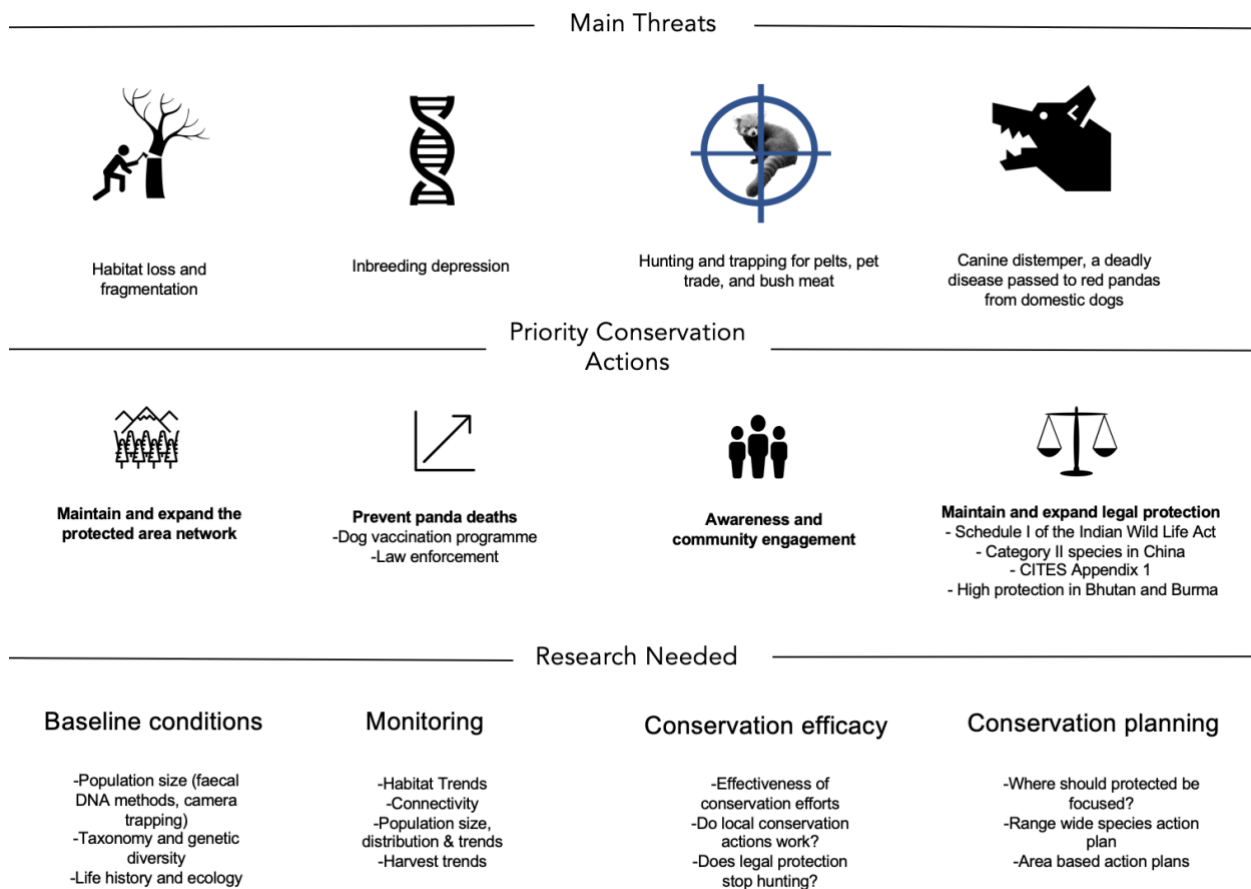 Main Threats
Habitat loss and
fragmentation
Inbreeding depression
Hunting and trapping for pelts, pet
trade, and bush meat
Canine distemper, a deadly
disease passed to red pandas
from domestic dogs
Priority Conservation
Actions
Maintain and expand the
protected area network
Prevent panda deaths
-Dog vaccination programme
-Law enforcement
Awareness and
community engagement
Maintain and expand legal protection
- Schedule I of the Indian Wild Life Act
- Category II species in China
- CITES Appendix 1
- High protection in Bhutan and Burma
Research Needed
Baseline conditions
-Population size (faecal
DNA methods, camera
trapping)
-Taxonomy and genetic
diversity
-Life history and ecology
Monitoring
-Habitat Trends
-Connectivity
-Population size,
distribution & trends
-Harvest trends
Conservation efficacy
-Effectiveness of
conservation efforts
-Do local conservation
actions work?
-Does legal protection
stop hunting?
Conservation planning
-Where should protected be
focused?
-Range wide species action
plan
-Area based action plans